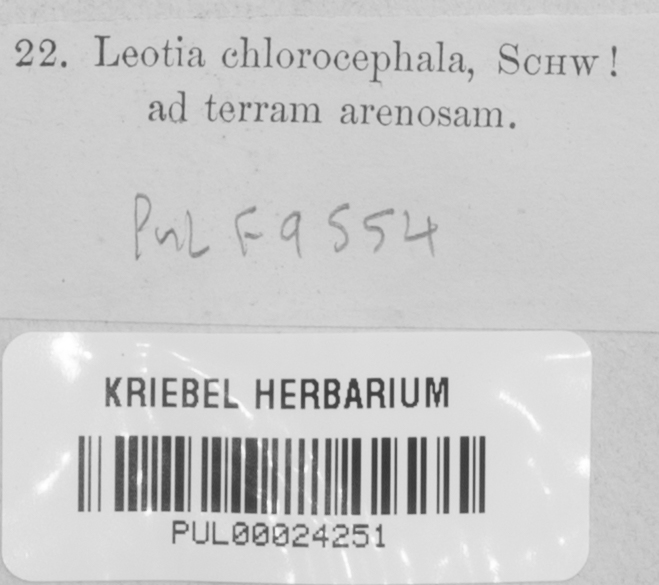 22. Leotia chlorocephala, SCHW !
ad terram arenosam.
PUL F9554
KRIEBEL HERBARIUM
PUL00024251